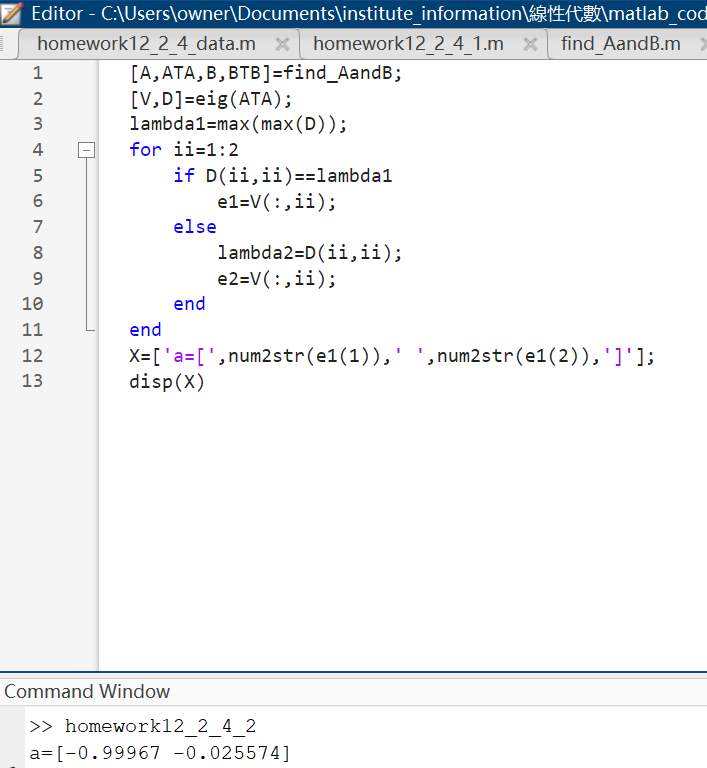 Editor - C:\Users\owner\Documents\institute_information\線性代數\matlab_cod
homework12_2_4_data.m
homework12_2_4_1.m
find_AandB.m
1 [A,ATA,B,BTB]=find_AandB;
2 [V,D]=eig(ATA);
3 lambda1=max(max(D));
4 for ii=1:2
5 if D(ii,ii)==lambda1
6 e1=V(:,ii);
7 else
8 lambda2=D(ii,ii);
9 e2=V(:,ii);
10 end
11 end
12 X=['a=[',num2str(e1(1)),' ',num2str(e1(2)),']'];
13 disp(X)
Command Window
>> homework12_2_4_2
a=[-0.99967 -0.025574]